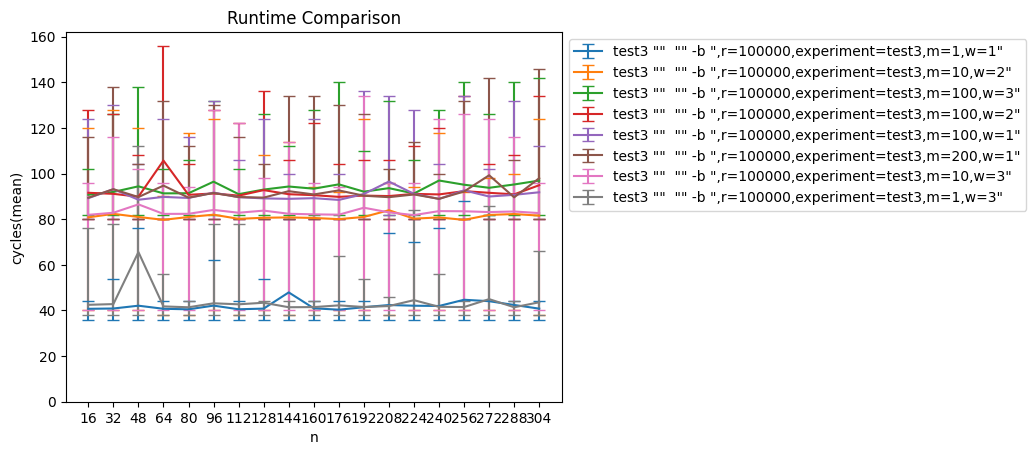 Runtime Comparison
160
140
120
100
80
60
40
20
0
cycles(mean)
16 32 48 64 80 96 112 128 144 160 176 192 208 224 240 256 272 288 304
n
test3 ""  "" -b ",r=100000,experiment=test3,m=1,w=1"
test3 ""  "" -b ",r=100000,experiment=test3,m=10,w=2"
test3 ""  "" -b ",r=100000,experiment=test3,m=100,w=3"
test3 ""  "" -b ",r=100000,experiment=test3,m=100,w=2"
test3 ""  "" -b ",r=100000,experiment=test3,m=100,w=1"
test3 ""  "" -b ",r=100000,experiment=test3,m=200,w=1"
test3 ""  "" -b ",r=100000,experiment=test3,m=10,w=3"
test3 ""  "" -b ",r=100000,experiment=test3,m=1,w=3"